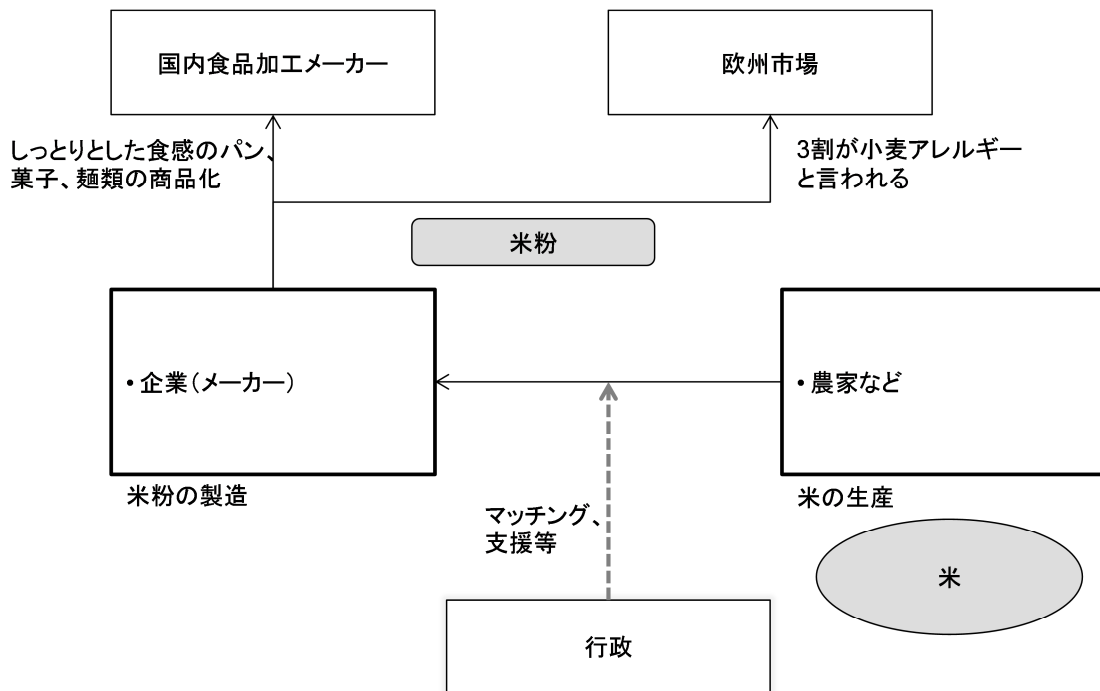 国内食品加工メーカー
欧州市場
しっとりとした食感のパン、
菓子、麺類の商品化
3割が小麦アレルギー
と言われる
米粉
• 企業（メーカー）
• 農家など
米粉の製造
米の生産
マッチング、
支援等
米
行政